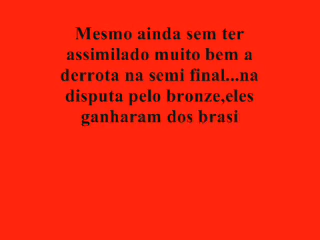 Mesmo ainda sem ter
assimilado muito bem a
derrota na semi final...na
disputa pelo bronze,eles
ganharam dos brasi